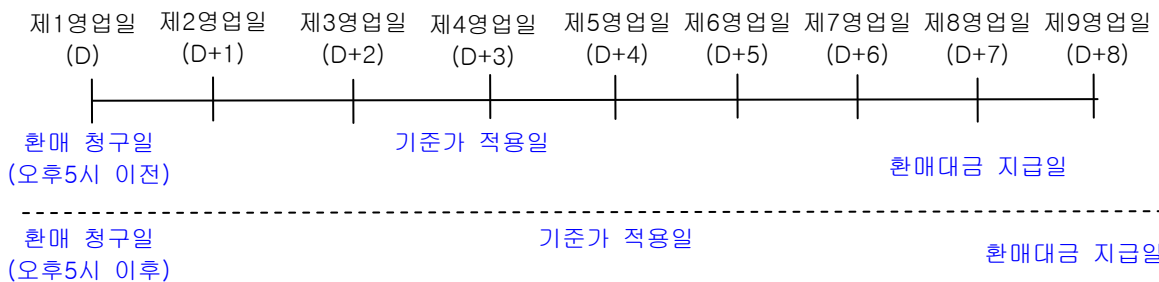 제1영업일 제2영업일 제3영업일 제4영업일 제5영업일 제6영업일 제7영업일 제8영업일 제9영업일
(D) (D+1) (D+2) (D+3) (D+4) (D+5) (D+6) (D+7) (D+8)
환매 청구일 기준가 적용일
(오후5시 이전) 환매대금 지급일
환매 청구일 기준가 적용일
(오후5시 이후) 환매대금 지급일